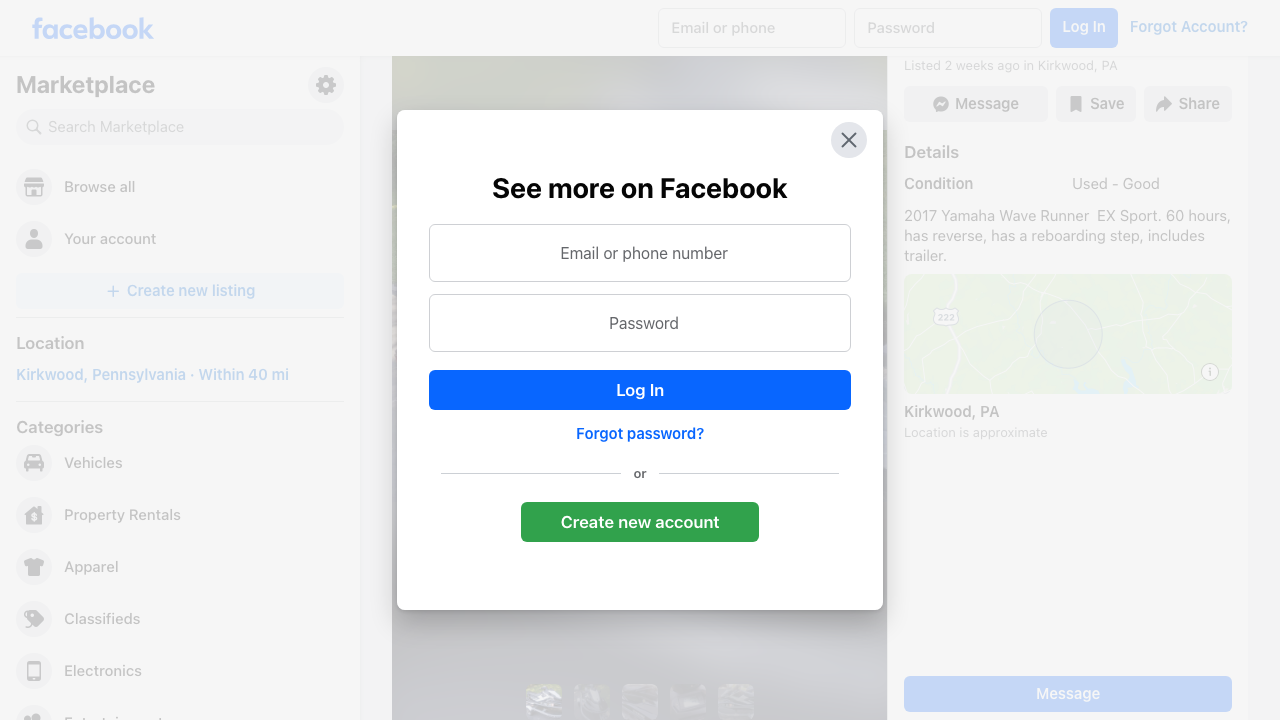 facebook
Email or phone
Password
Log In
Forgot Account?
Marketplace
Search Marketplace
Browse all
Your account
Create new listing
Location
Kirkwood, Pennsylvania · Within 40 mi
Categories
Vehicles
Property Rentals
Apparel
Classifieds
Electronics
See more on Facebook
Email or phone number
Password
Log In
Forgot password?
or
Create new account
Listed 2 weeks ago in Kirkwood, PA
Message
Save
Share
Details
Condition
Used - Good
2017 Yamaha Wave Runner EX Sport. 60 hours,
has reverse, has a reboarding step, includes
trailer.
222
Kirkwood, PA
Location is approximate
Message